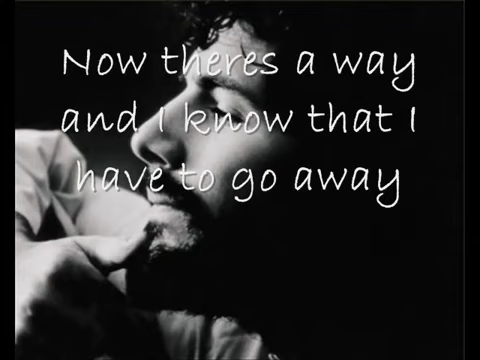 Now theres a way
and I know that I
have to go away